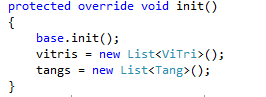 protected override void init()
{
    base.init();
    vitris = new List<ViTri>();
    tangs = new List<Tang>();
}